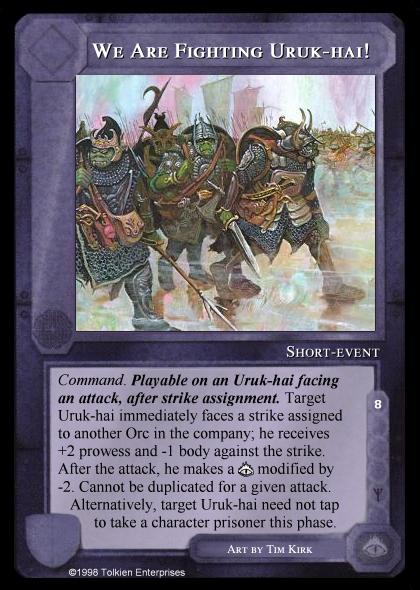 We Are Fighting Uruk-hai!
Short-event
Command. Playable on an Uruk-hai facing
an attack, after strike assignment. Target
Uruk-hai immediately faces a strike assigned
to another Orc in the company; he receives
+2 prowess and -1 body against the strike.
After the attack, he makes a modified by
-2. Cannot be duplicated for a given attack.
Alternatively, target Uruk-hai need not tap
to take a character prisoner this phase.
8
Art by Tim Kirk
©1998 Tolkien Enterprises